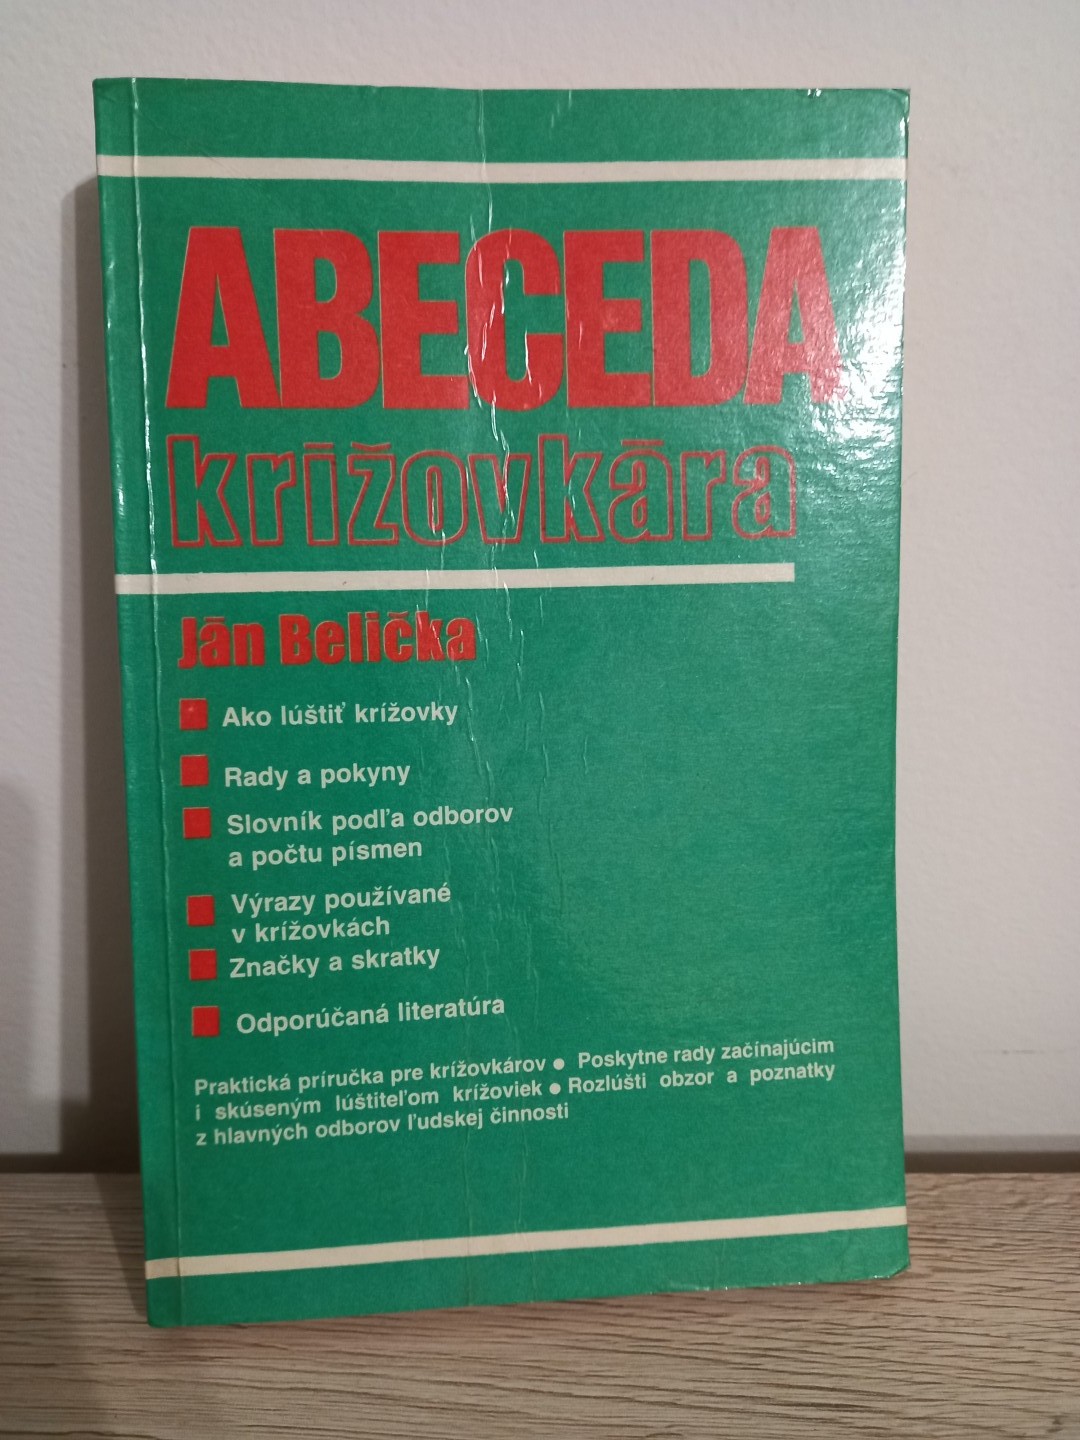 ABECEDA
križovkāra
Jān Belička
Ako lúštiť krížovky
Rady a pokyny
Slovník podľa odborov
a počtu písmen
Výrazy používané
v krížovkách
Značky a skratky
Odporúčaná literatúra
Praktická príručka pre krížovkárov ● Poskytne rady začínajúcim
i skúseným lúštiteľom krížoviek ● Rozlúšti obzor a poznatky
z hlavných odborov ľudskej činnosti